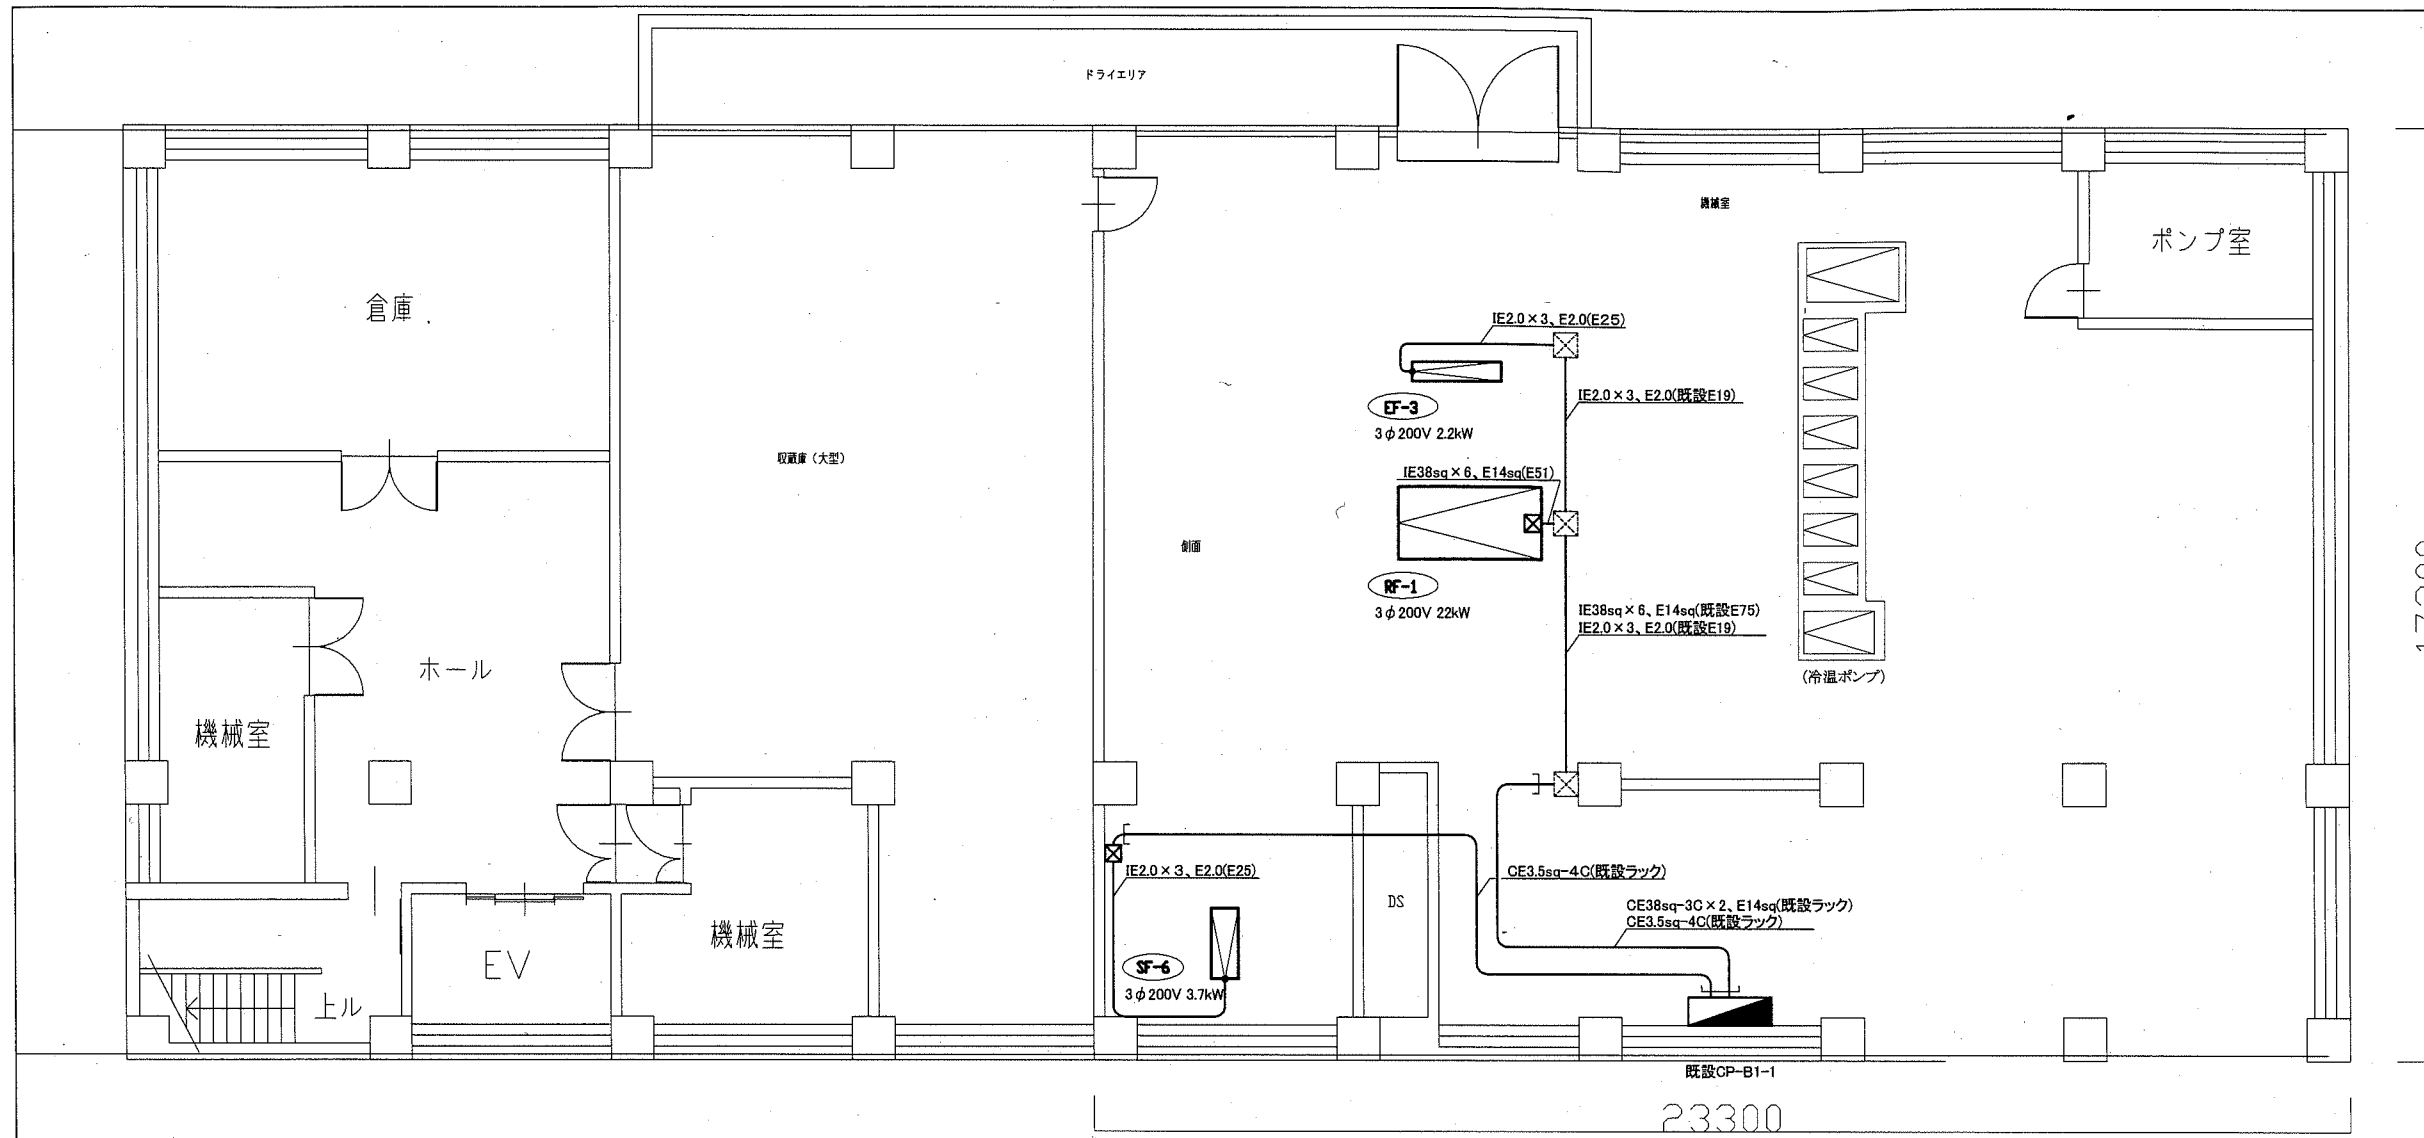 ドライエリア
機械室
ポンプ室
倉庫
IE2.0×3、E2.0(E25)
EF-3
3φ200V 2.2kW
IE2.0×3、E2.0(既設E19)
収蔵庫（大型）
IE38sq×6、E14sq(E51)
側面
RF-1
3φ200V 22kW
IE38sq×6、E14sq(既設E75)
IE2.0×3、E2.0(既設E19)
ホール
(冷温ポンプ)
機械室
IE2.0×3、E2.0(E25)
CE3.5sq-4C(既設ラック)
DS
CE38sq-3C×2、E14sq(既設ラック)
CE3.5sq-4C(既設ラック)
機械室
EV
SF-6
3φ200V 3.7kW
上ル
既設CP-B1-1
23300